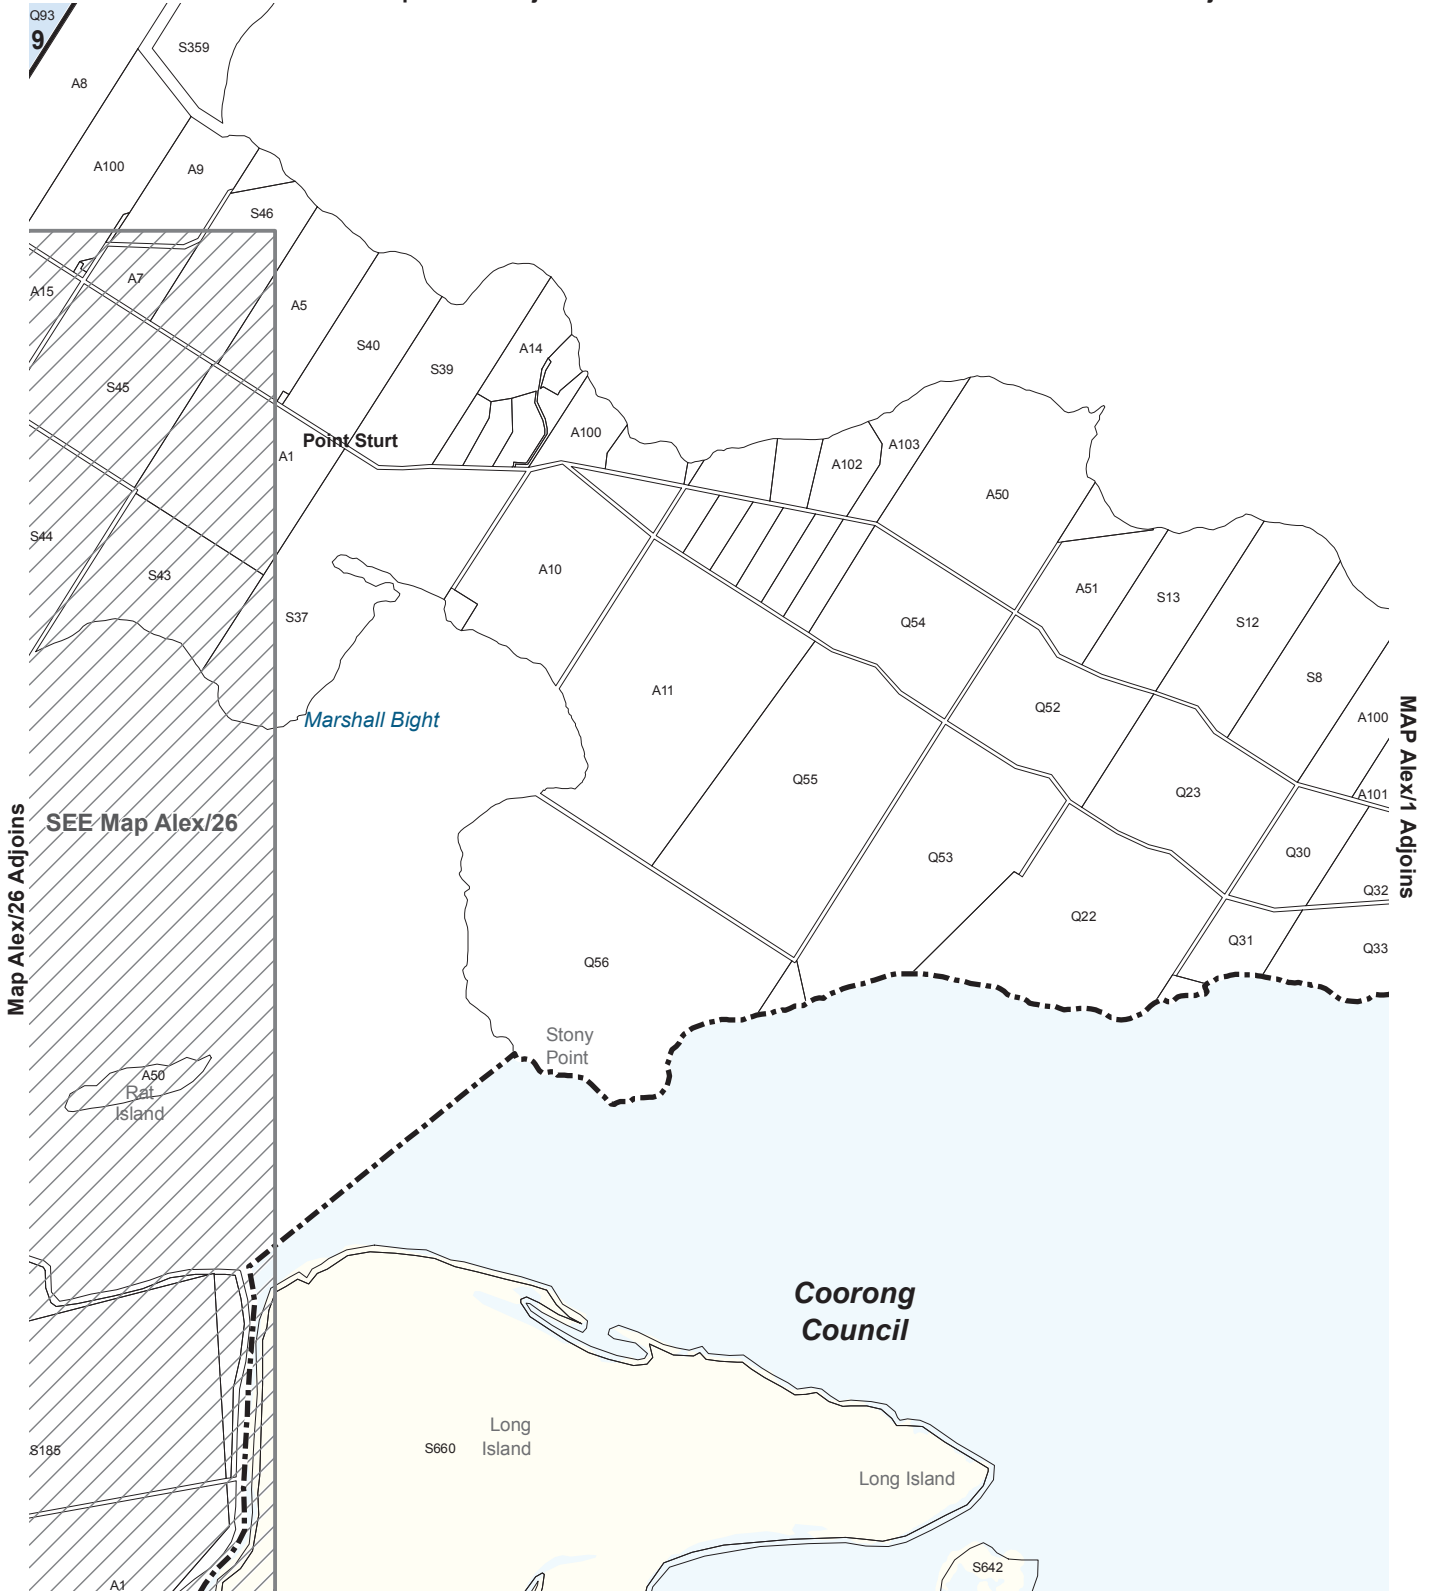 Q93
9
S359
A8
A100
A9
S46
A7
A15
A5
S40
S39
A14
S45
Point Sturt
A100
A102
A103
A1
A50
S44
S43
A10
S37
Q54
A51
S13
S12
S8
A11
Marshall Bight
Q52
A100
MAP Alex/1 Adjoins
Q55
Q23
A101
SEE Map Alex/26
Map Alex/26 Adjoins
Q53
Q30
Q32
Q22
Q31
Q33
Q56
Stony
Point
A50
Rat
Island
Coorong
Council
S185
S660
Long
Island
Long Island
S642
A1